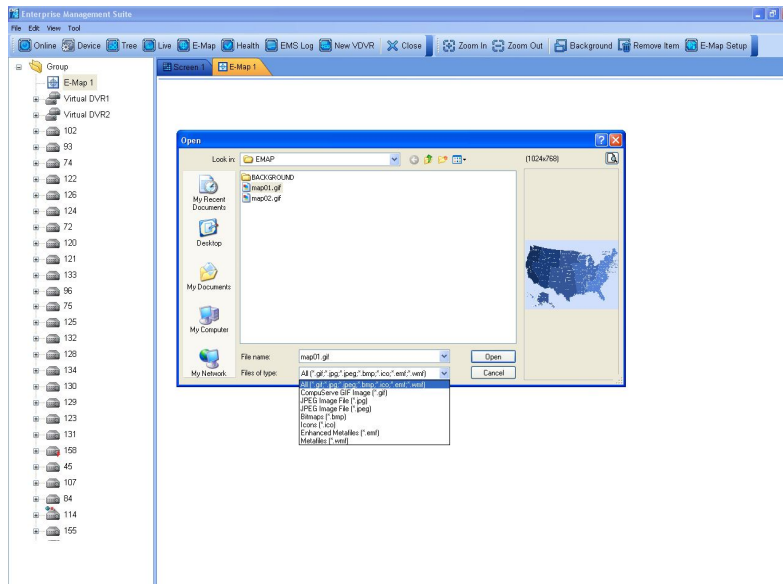 Enterprise Management Suite
File Edit View Tool
Online Device Tree Live E-Map Health EMS Log New VDVR Close Zoom In Zoom Out Background Remove Item E-Map Setup
Group
Screen 1 E-Map 1
E-Map 1
Virtual DVR1
Virtual DVR2
102
93
74
122
126
124
72
120
121
133
96
75
125
132
128
134
130
129
123
131
158
45
107
84
114
155
Open
Look in: EMAP (1024x768)
My Recent Documents
Desktop
My Documents
My Computer
My Network
BACKGROUND
map01.gif
map02.gif
File name: map01.gif Open
Files of type: All (*.gif;*.jpg;*.jpeg;*.bmp;*.ico;*.emf;*.wmf) Cancel
All (*.gif;*.jpg;*.jpeg;*.bmp;*.ico;*.emf;*.wmf)
CompuServe GIF Image (*.gif)
JPEG Image File (*.jpg)
JPEG Image File (*.jpeg)
Bitmaps (*.bmp)
Icons (*.ico)
Enhanced Metafiles (*.emf)
Metafiles (*.wmf)